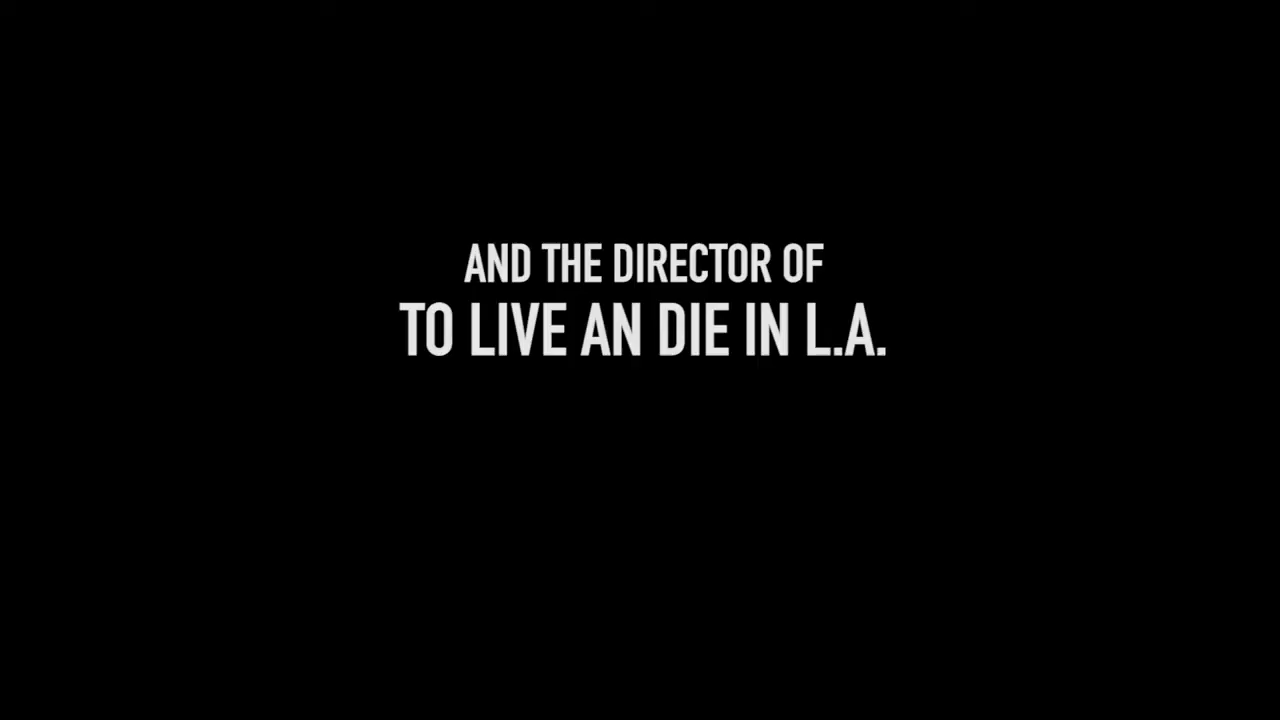 AND THE DIRECTOR OF
TO LIVE AN DIE IN L.A.